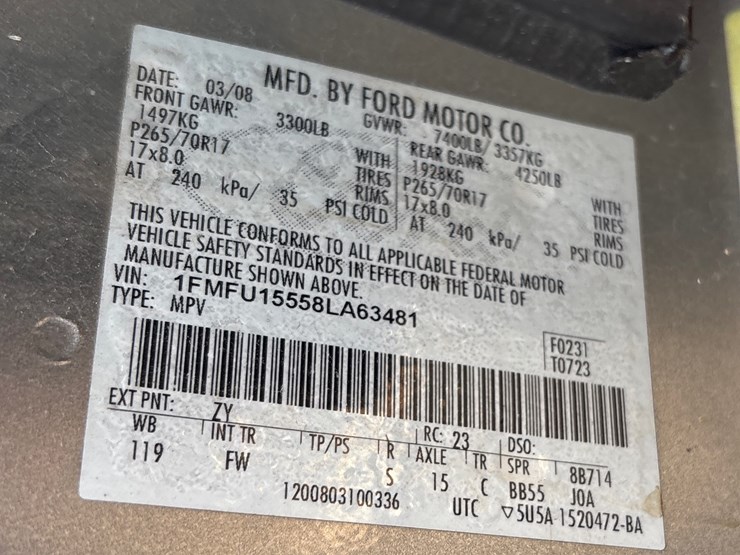 MFD. BY FORD MOTOR CO.
DATE: 03/08 GVWR: 7400LB/ 3357KG
FRONT GAWR: 3300LB REAR GAWR: 4250LB
1497KG WITH 1928KG WITH
P265/70R17 TIRES P265/70R17 TIRES
17x8.0 RIMS 17x8.0 RIMS
AT 240 kPa/ 35 PSI COLD AT 240 kPa/ 35 PSI COLD
THIS VEHICLE CONFORMS TO ALL APPLICABLE FEDERAL MOTOR
VEHICLE SAFETY STANDARDS IN EFFECT ON THE DATE OF
MANUFACTURE SHOWN ABOVE.
VIN: 1FMFU15558LA63481
TYPE: MPV
F0231
T0723
EXT PNT: ZY RC: 23 DSO:
WB INT TR TP/PS R AXLE TR SPR 8B714
119 FW S 15 C BB55 JOA
1200803100336 UTC ▽5U5A 1520472-BA